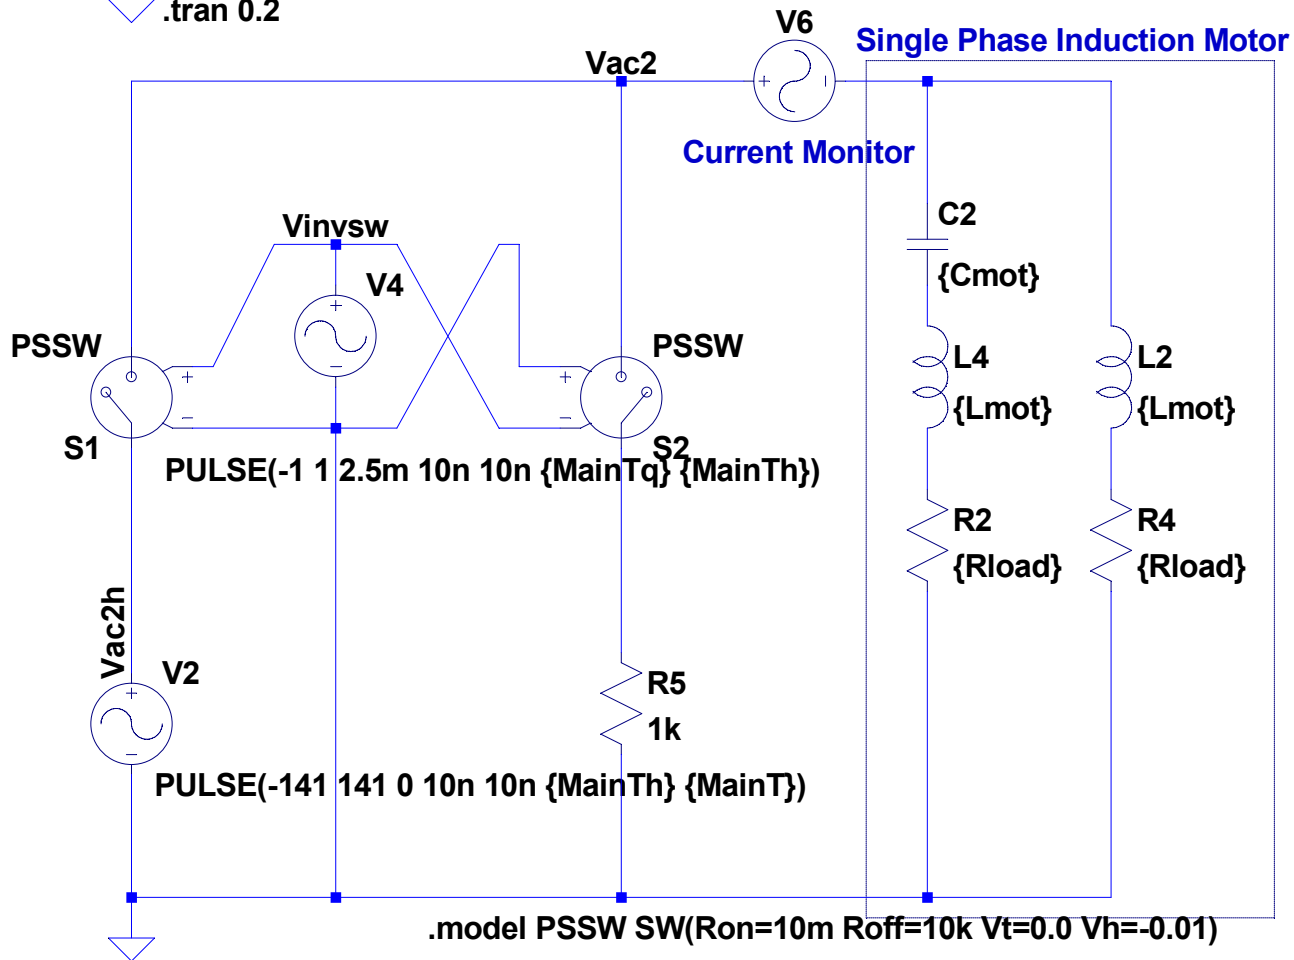 .tran 0.2
V6
Single Phase Induction Motor
Vac2
+
Current Monitor
C2
{Cmot}
Vinvsw
V4
+
-
PSSW
+
-
S1
PSSW
+
-
S2
L4
{Lmot}
L2
{Lmot}
PULSE(-1 1 2.5m 10n 10n {MainTq} {MainTh})
R2
{Rload}
R4
{Rload}
Vac2h
V2
+
-
R5
1k
PULSE(-141 141 0 10n 10n {MainTh} {MainT})
.model PSSW SW(Ron=10m Roff=10k Vt=0.0 Vh=-0.01)